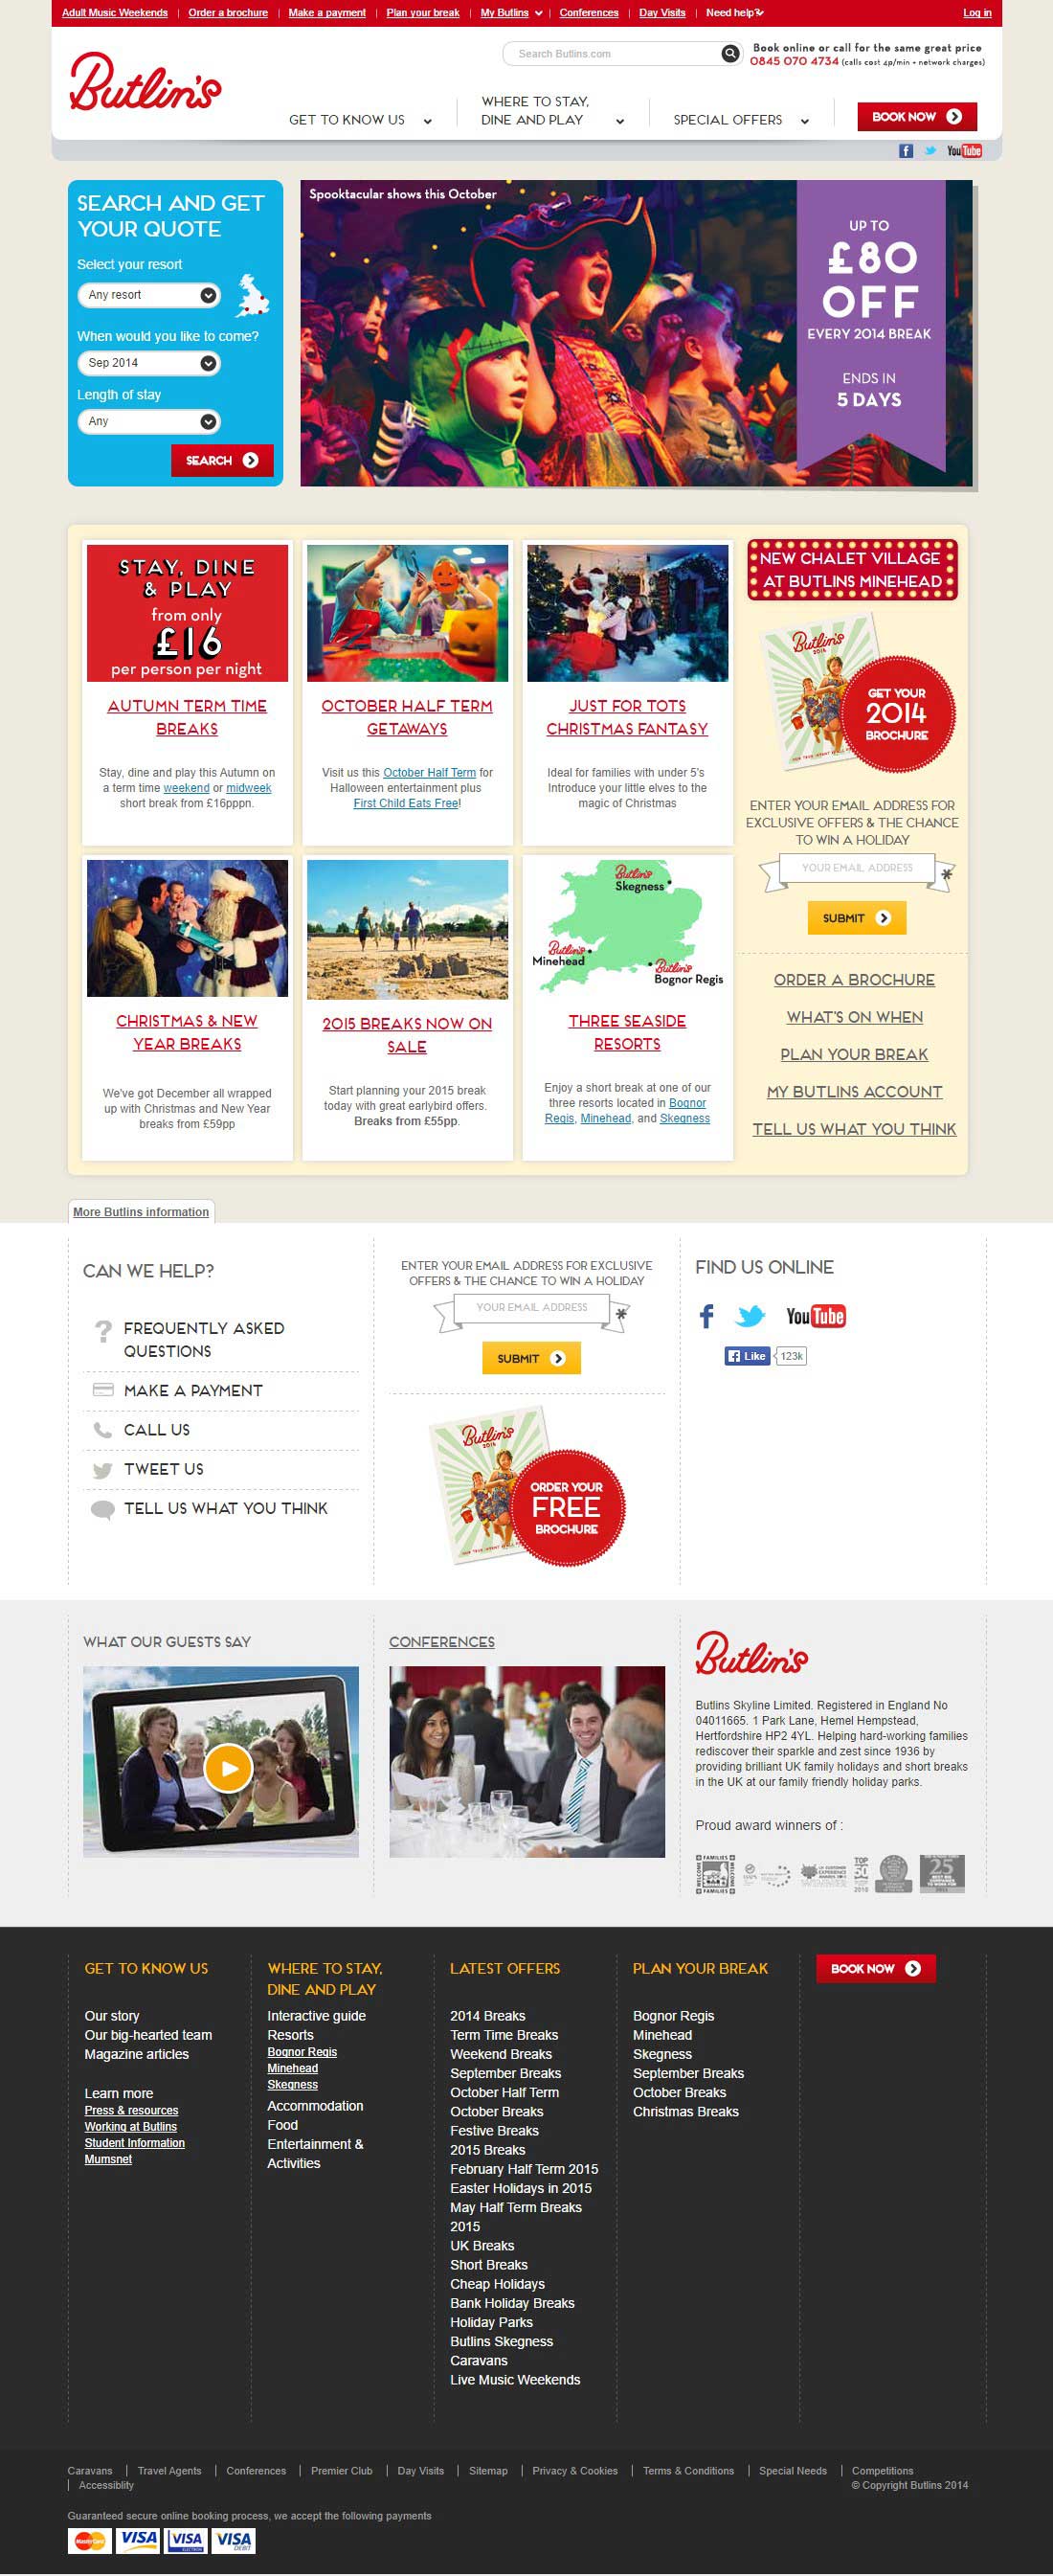 Adult Music Weekends | Order a brochure | Make a payment | Plan your break | My Butlins | Conferences | Day Visits | Need help? Log in
Search Butlins.com
Book online or call for the same great price
0845 070 4734 (calls cost 4p/min + network charges)
Butlin's
GET TO KNOW US
WHERE TO STAY,
DINE AND PLAY
SPECIAL OFFERS
BOOK NOW
f
You Tube
SEARCH AND GET
YOUR QUOTE
Select your resort
Any resort
When would you like to come?
Sep 2014
Length of stay
Any
SEARCH
Spooktacular shows this October
UP TO
£80
OFF
EVERY 2014 BREAK
ENDS IN
5 DAYS
STAY, DINE
& PLAY
from only
£16
per person per night
AUTUMN TERM TIME
BREAKS
Stay, dine and play this Autumn on
a term time weekend or midweek
short break from £16pppn.
OCTOBER HALF TERM
GETAWAYS
Visit us this October Half Term for
Halloween entertainment plus
First Child Eats Free!
JUST FOR TOTS
CHRISTMAS FANTASY
Ideal for families with under 5's
Introduce your little elves to the
magic of Christmas
NEW CHALET VILLAGE
AT BUTLINS MINEHEAD
Butlin's
2014
GET YOUR
2014
BROCHURE
ENTER YOUR EMAIL ADDRESS FOR
EXCLUSIVE OFFERS & THE CHANCE
TO WIN A HOLIDAY
YOUR EMAIL ADDRESS
*
SUBMIT
CHRISTMAS & NEW
YEAR BREAKS
We've got December all wrapped
up with Christmas and New Year
breaks from £59pp
2015 BREAKS NOW ON
SALE
Start planning your 2015 break
today with great earlybird offers.
Breaks from £55pp.
Butlin's
Skegness
Butlin's
Minehead
Butlin's
Bognor Regis
THREE SEASIDE
RESORTS
Enjoy a short break at one of our
three resorts located in Bognor
Regis, Minehead, and Skegness
ORDER A BROCHURE
WHAT'S ON WHEN
PLAN YOUR BREAK
MY BUTLINS ACCOUNT
TELL US WHAT YOU THINK
More Butlins information
CAN WE HELP?
?
FREQUENTLY ASKED
QUESTIONS
MAKE A PAYMENT
CALL US
TWEET US
TELL US WHAT YOU THINK
ENTER YOUR EMAIL ADDRESS FOR EXCLUSIVE
OFFERS & THE CHANCE TO WIN A HOLIDAY
YOUR EMAIL ADDRESS
*
SUBMIT
Butlin's
2014
ORDER YOUR
FREE
BROCHURE
FIND US ONLINE
f
You Tube
f Like 123k
WHAT OUR GUESTS SAY
CONFERENCES
Butlin's
Butlins Skyline Limited. Registered in England No
04011665. 1 Park Lane, Hemel Hempstead,
Hertfordshire HP2 4YL. Helping hard-working families
rediscover their sparkle and zest since 1936 by
providing brilliant UK family holidays and short breaks
in the UK at our family friendly holiday parks.
Proud award winners of :
FAMILIES
WELCOME
WELCOME
FAMILIES
TOP
50
2010
25
GET TO KNOW US
Our story
Our big-hearted team
Magazine articles
Learn more
Press & resources
Working at Butlins
Student Information
Mumsnet
WHERE TO STAY,
DINE AND PLAY
Interactive guide
Resorts
Bognor Regis
Minehead
Skegness
Accommodation
Food
Entertainment &
Activities
LATEST OFFERS
2014 Breaks
Term Time Breaks
Weekend Breaks
September Breaks
October Half Term
October Breaks
Festive Breaks
2015 Breaks
February Half Term 2015
Easter Holidays in 2015
May Half Term Breaks
2015
UK Breaks
Short Breaks
Cheap Holidays
Bank Holiday Breaks
Holiday Parks
Butlins Skegness
Caravans
Live Music Weekends
PLAN YOUR BREAK
Bognor Regis
Minehead
Skegness
September Breaks
October Breaks
Christmas Breaks
BOOK NOW
Caravans | Travel Agents | Conferences | Premier Club | Day Visits | Sitemap | Privacy & Cookies | Terms & Conditions | Special Needs | Competitions
| Accessiblity
© Copyright Butlins 2014
Guaranteed secure online booking process, we accept the following payments
MasterCard VISA VISA ELECTRON VISA DEBIT